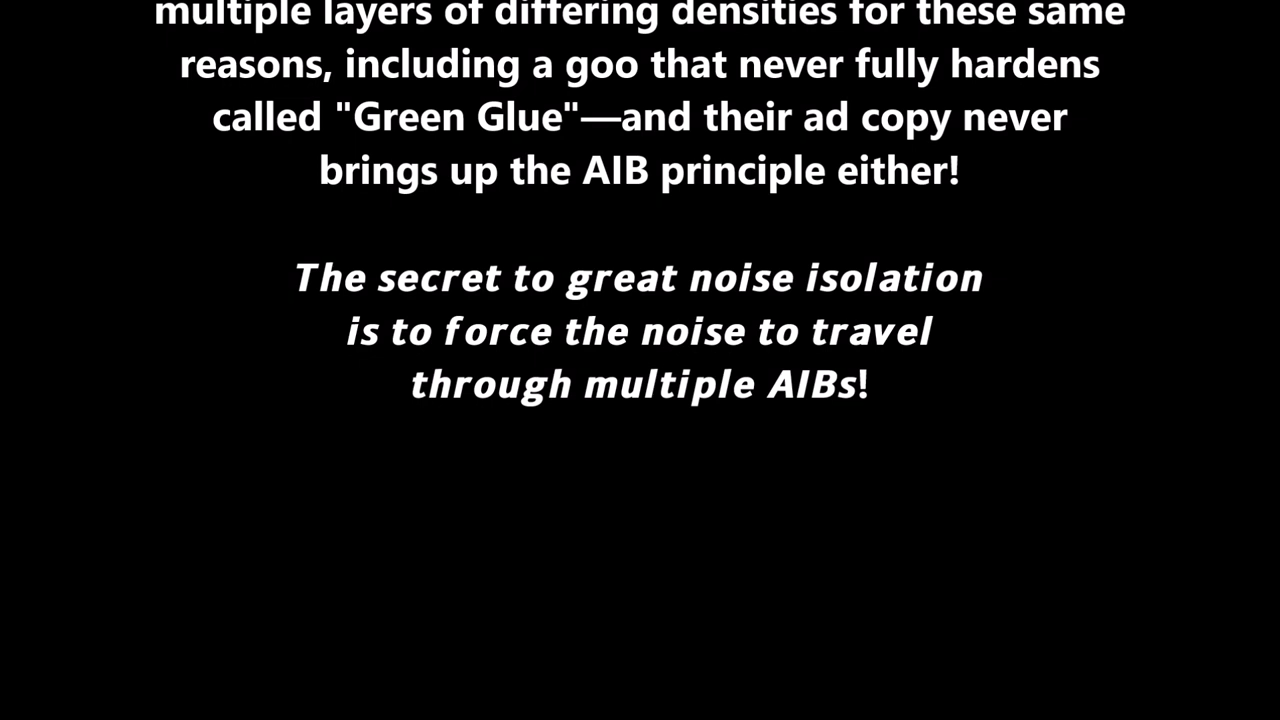 multiple layers of differing densities for these same
reasons, including a goo that never fully hardens
called "Green Glue"—and their ad copy never
brings up the AIB principle either!
The secret to great noise isolation
is to force the noise to travel
through multiple AIBs!